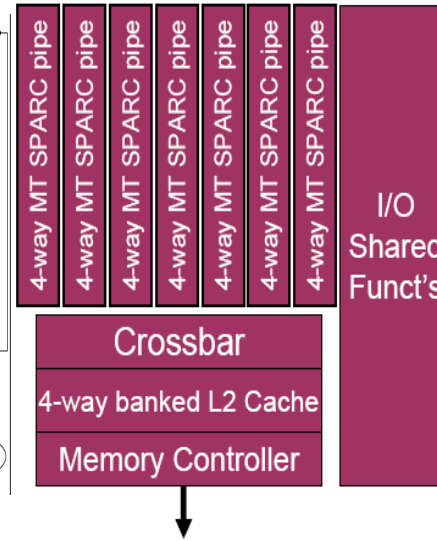 4-way MT SPARC pipe
4-way MT SPARC pipe
4-way MT SPARC pipe
4-way MT SPARC pipe
4-way MT SPARC pipe
4-way MT SPARC pipe
4-way MT SPARC pipe
I/O
Shared
Funct's
Crossbar
4-way banked L2 Cache
Memory Controller